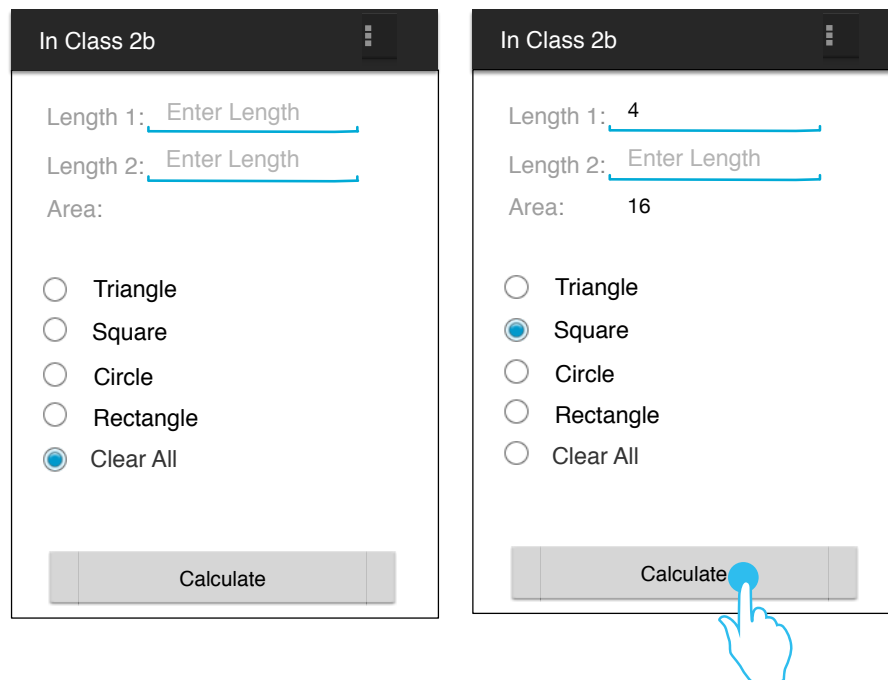 In Class 2b
Length 1: Enter Length
Length 2: Enter Length
Area:
Triangle
Square
Circle
Rectangle
Clear All
Calculate
In Class 2b
Length 1: 4
Length 2: Enter Length
Area: 16
Triangle
Square
Circle
Rectangle
Clear All
Calculate